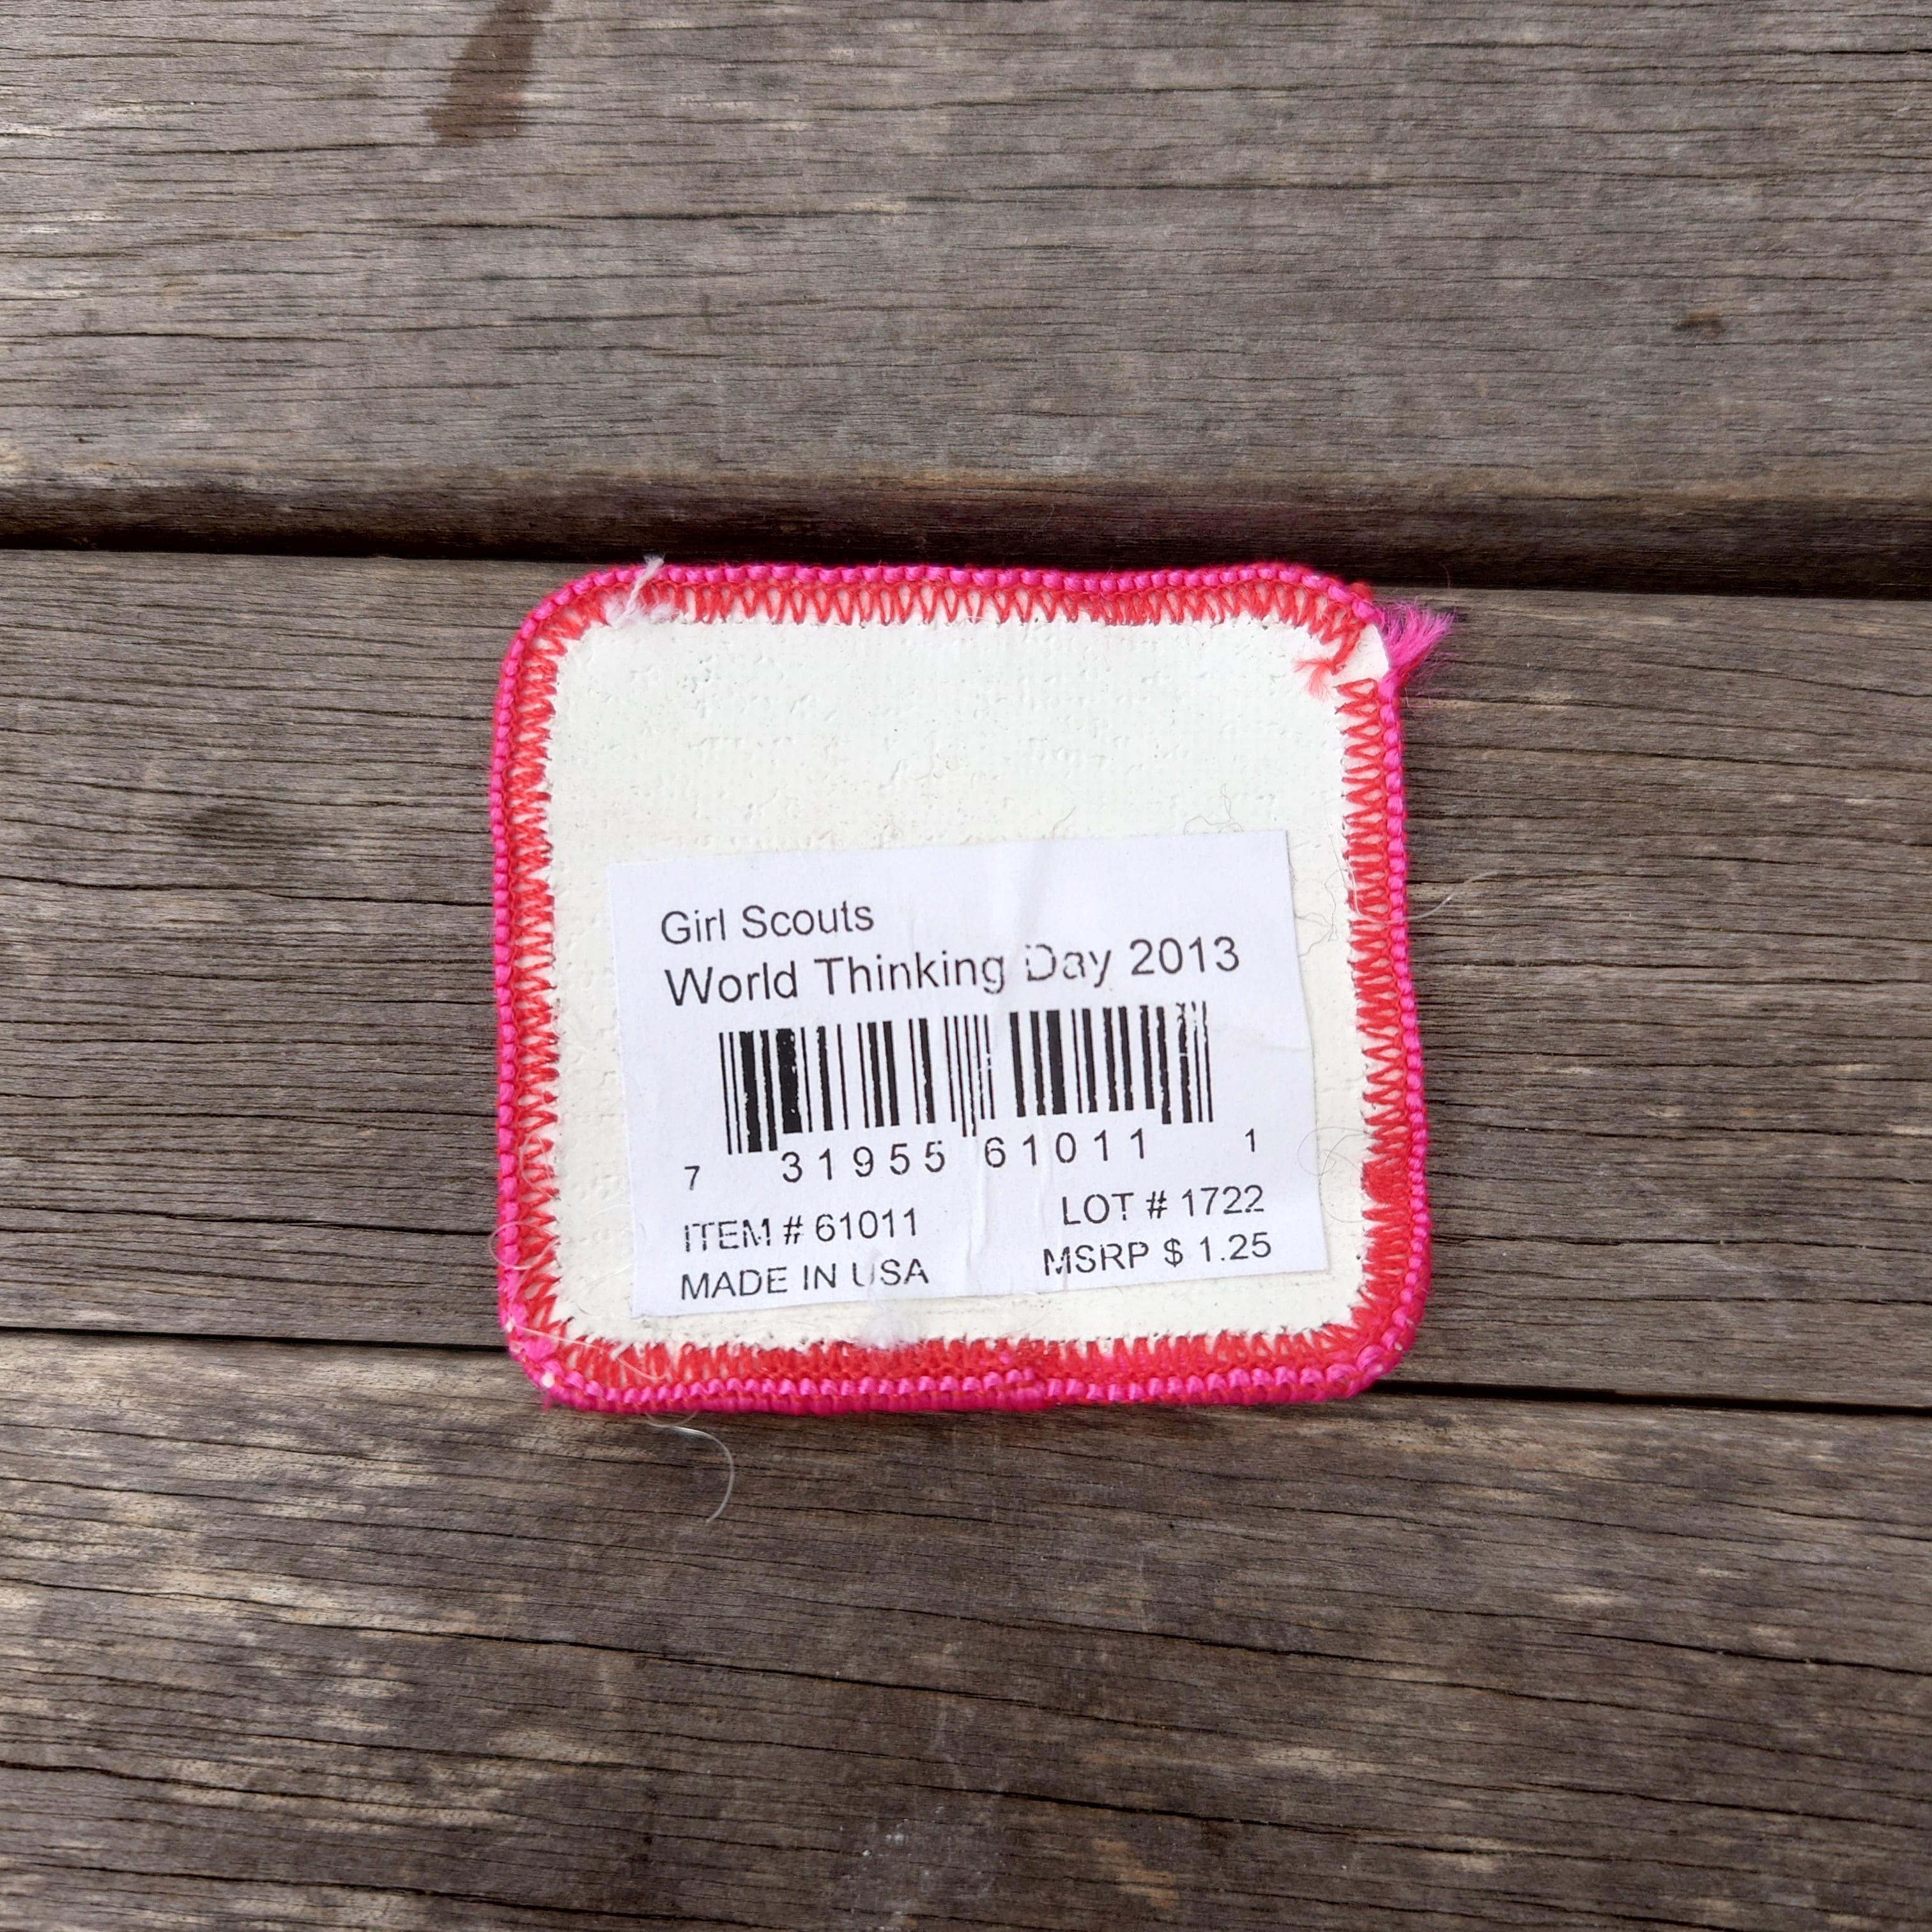 Girl Scouts
World Thinking Day 2013
7 31955 61011 1
ITEM # 61011 LOT # 1722
MADE IN USA MSRP $ 1.25